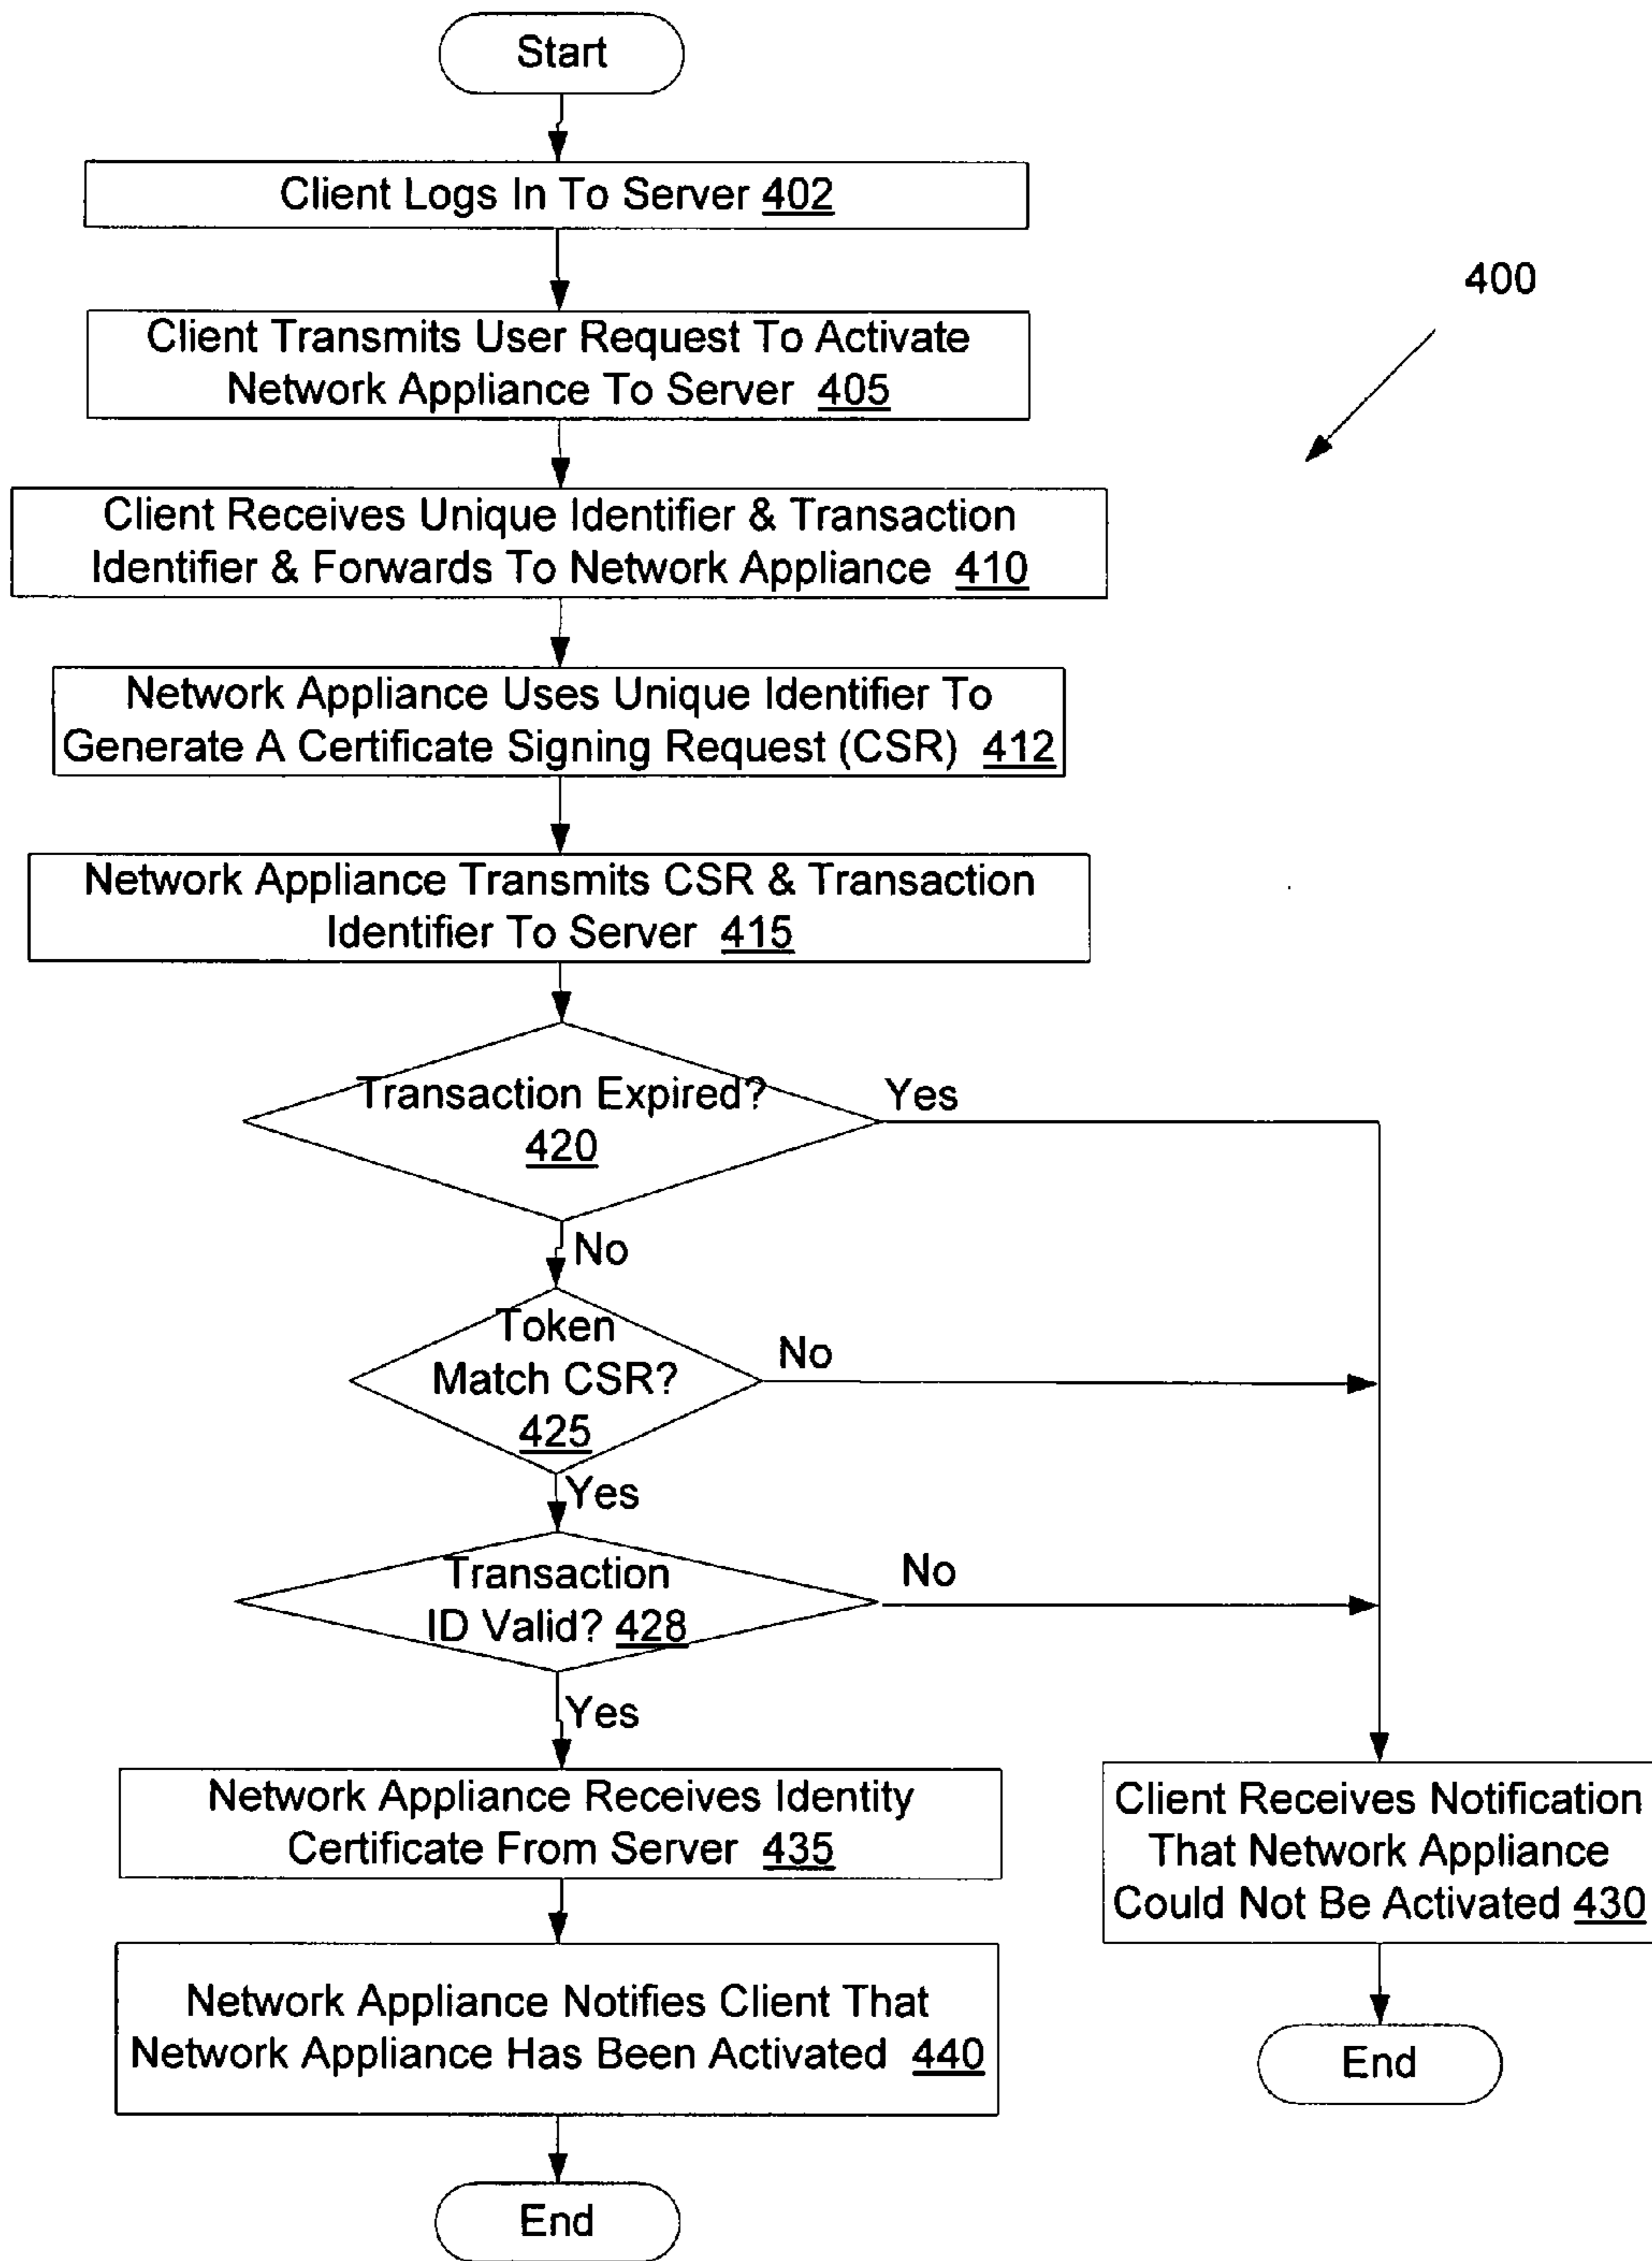 Start
Client Logs In To Server 402
400
Client Transmits User Request To Activate
Network Appliance To Server 405
Client Receives Unique Identifier & Transaction
Identifier & Forwards To Network Appliance 410
Network Appliance Uses Unique Identifier To
Generate A Certificate Signing Request (CSR) 412
Network Appliance Transmits CSR & Transaction
Identifier To Server 415
Transaction Expired?
420
Yes
No
Token
Match CSR?
425
No
Yes
Transaction
ID Valid? 428
No
Yes
Network Appliance Receives Identity
Certificate From Server 435
Client Receives Notification
That Network Appliance
Could Not Be Activated 430
Network Appliance Notifies Client That
Network Appliance Has Been Activated 440
End
End